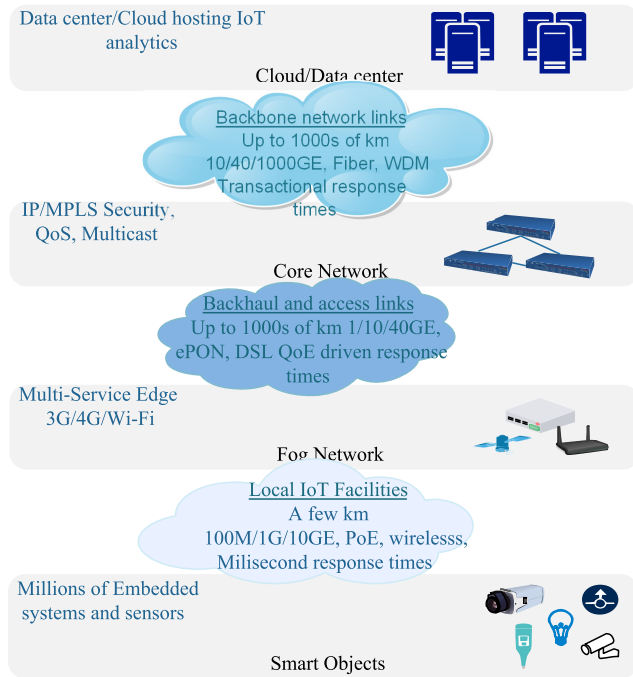 Data center/Cloud hosting IoT
analytics
Cloud/Data center
Backbone network links
Up to 1000s of km
10/40/1000GE, Fiber, WDM
Transactional response
times
IP/MPLS Security,
QoS, Multicast
Core Network
Backhaul and access links
Up to 1000s of km 1/10/40GE,
ePON, DSL QoE driven response
times
Multi-Service Edge
3G/4G/Wi-Fi
Fog Network
Local IoT Facilities
A few km
100M/1G/10GE, PoE, wirelesss,
Milisecond response times
Millions of Embedded
systems and sensors
Smart Objects